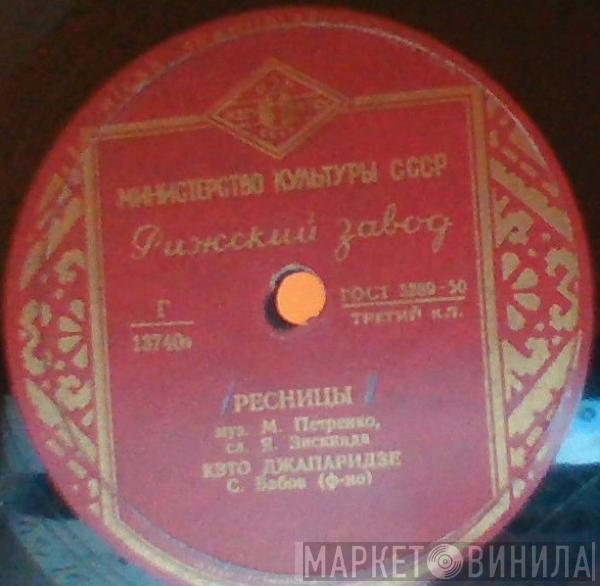 МИНИСТЕРСТВО КУЛЬТУРЫ СССР
Рижский завод
Г
13740
ГОСТ 5289-50
ТРЕТИЙ КЛ.
РЕСНИЦЫ
муз. М. Петренко,
сл. Я. Зискинда
КЭТО ДЖАПАРИДЗЕ
С. Бабов (ф-но)
МАРКЕТ ВИНИЛА